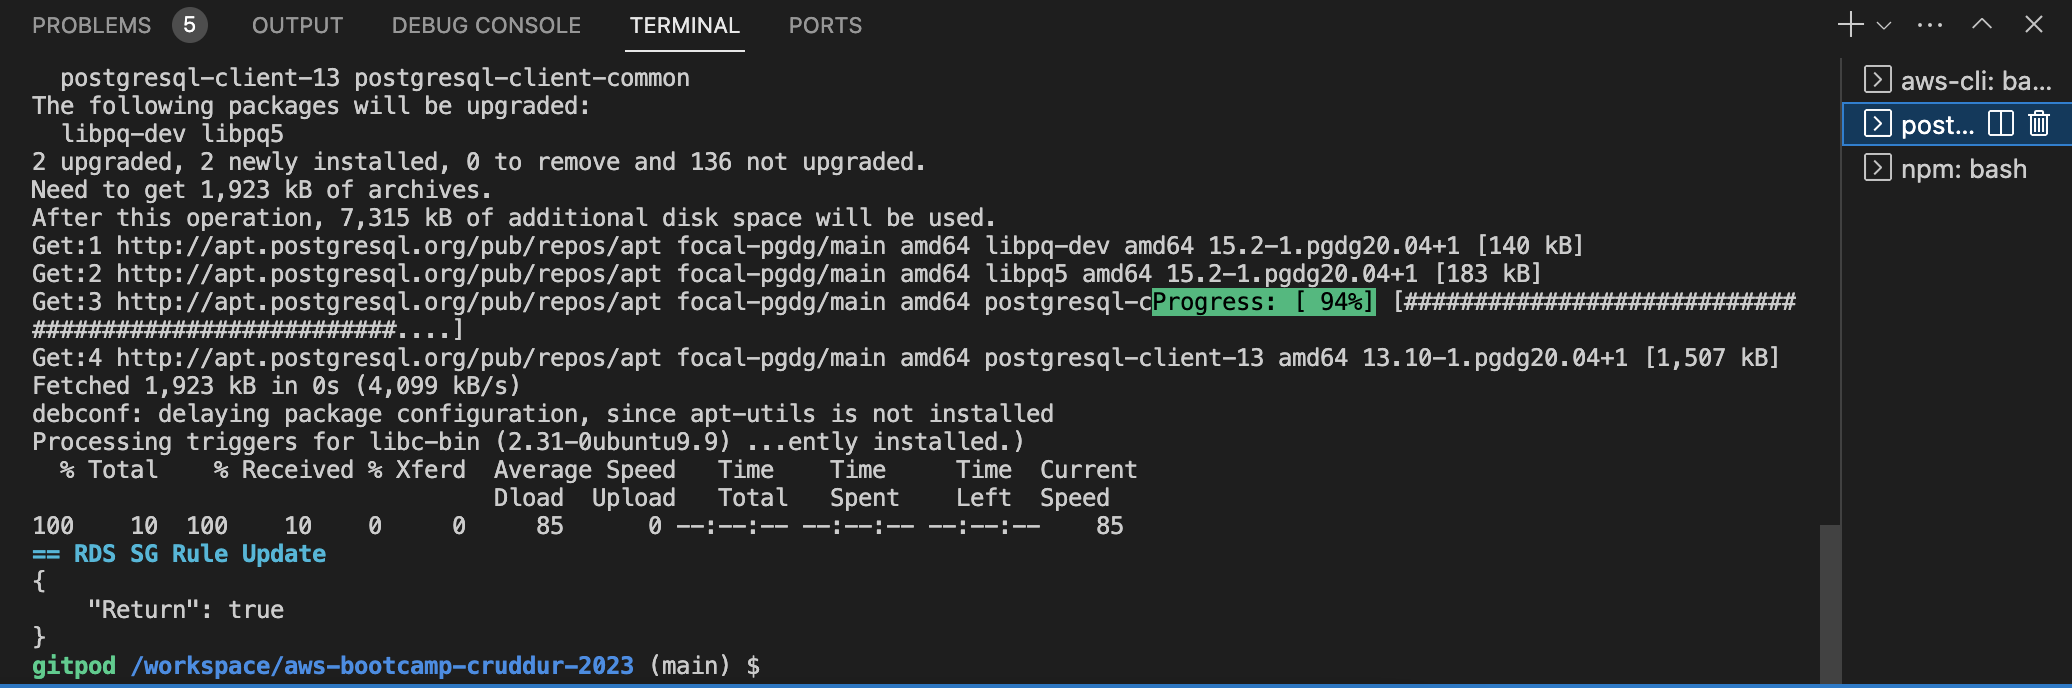 PROBLEMS 5 OUTPUT DEBUG CONSOLE TERMINAL PORTS
postgresql-client-13 postgresql-client-common
The following packages will be upgraded:
libpq-dev libpq5
2 upgraded, 2 newly installed, 0 to remove and 136 not upgraded.
Need to get 1,923 kB of archives.
After this operation, 7,315 kB of additional disk space will be used.
Get:1 http://apt.postgresql.org/pub/repos/apt focal-pgdg/main amd64 libpq-dev amd64 15.2-1.pgdg20.04+1 [140 kB]
Get:2 http://apt.postgresql.org/pub/repos/apt focal-pgdg/main amd64 libpq5 amd64 15.2-1.pgdg20.04+1 [183 kB]
Get:3 http://apt.postgresql.org/pub/repos/apt focal-pgdg/main amd64 postgresql-cProgress: [ 94%] [############################
##########################....]
Get:4 http://apt.postgresql.org/pub/repos/apt focal-pgdg/main amd64 postgresql-client-13 amd64 13.10-1.pgdg20.04+1 [1,507 kB]
Fetched 1,923 kB in 0s (4,099 kB/s)
debconf: delaying package configuration, since apt-utils is not installed
Processing triggers for libc-bin (2.31-0ubuntu9.9) ...ently installed.)
% Total % Received % Xferd Average Speed Time Time Time Current
Dload Upload Total Spent Left Speed
100 10 100 10 0 0 85 0 --:--:-- --:--:-- --:--:-- 85
== RDS SG Rule Update
{
"Return": true
}
gitpod /workspace/aws-bootcamp-cruddur-2023 (main) $
aws-cli: ba...
post...
npm: bash